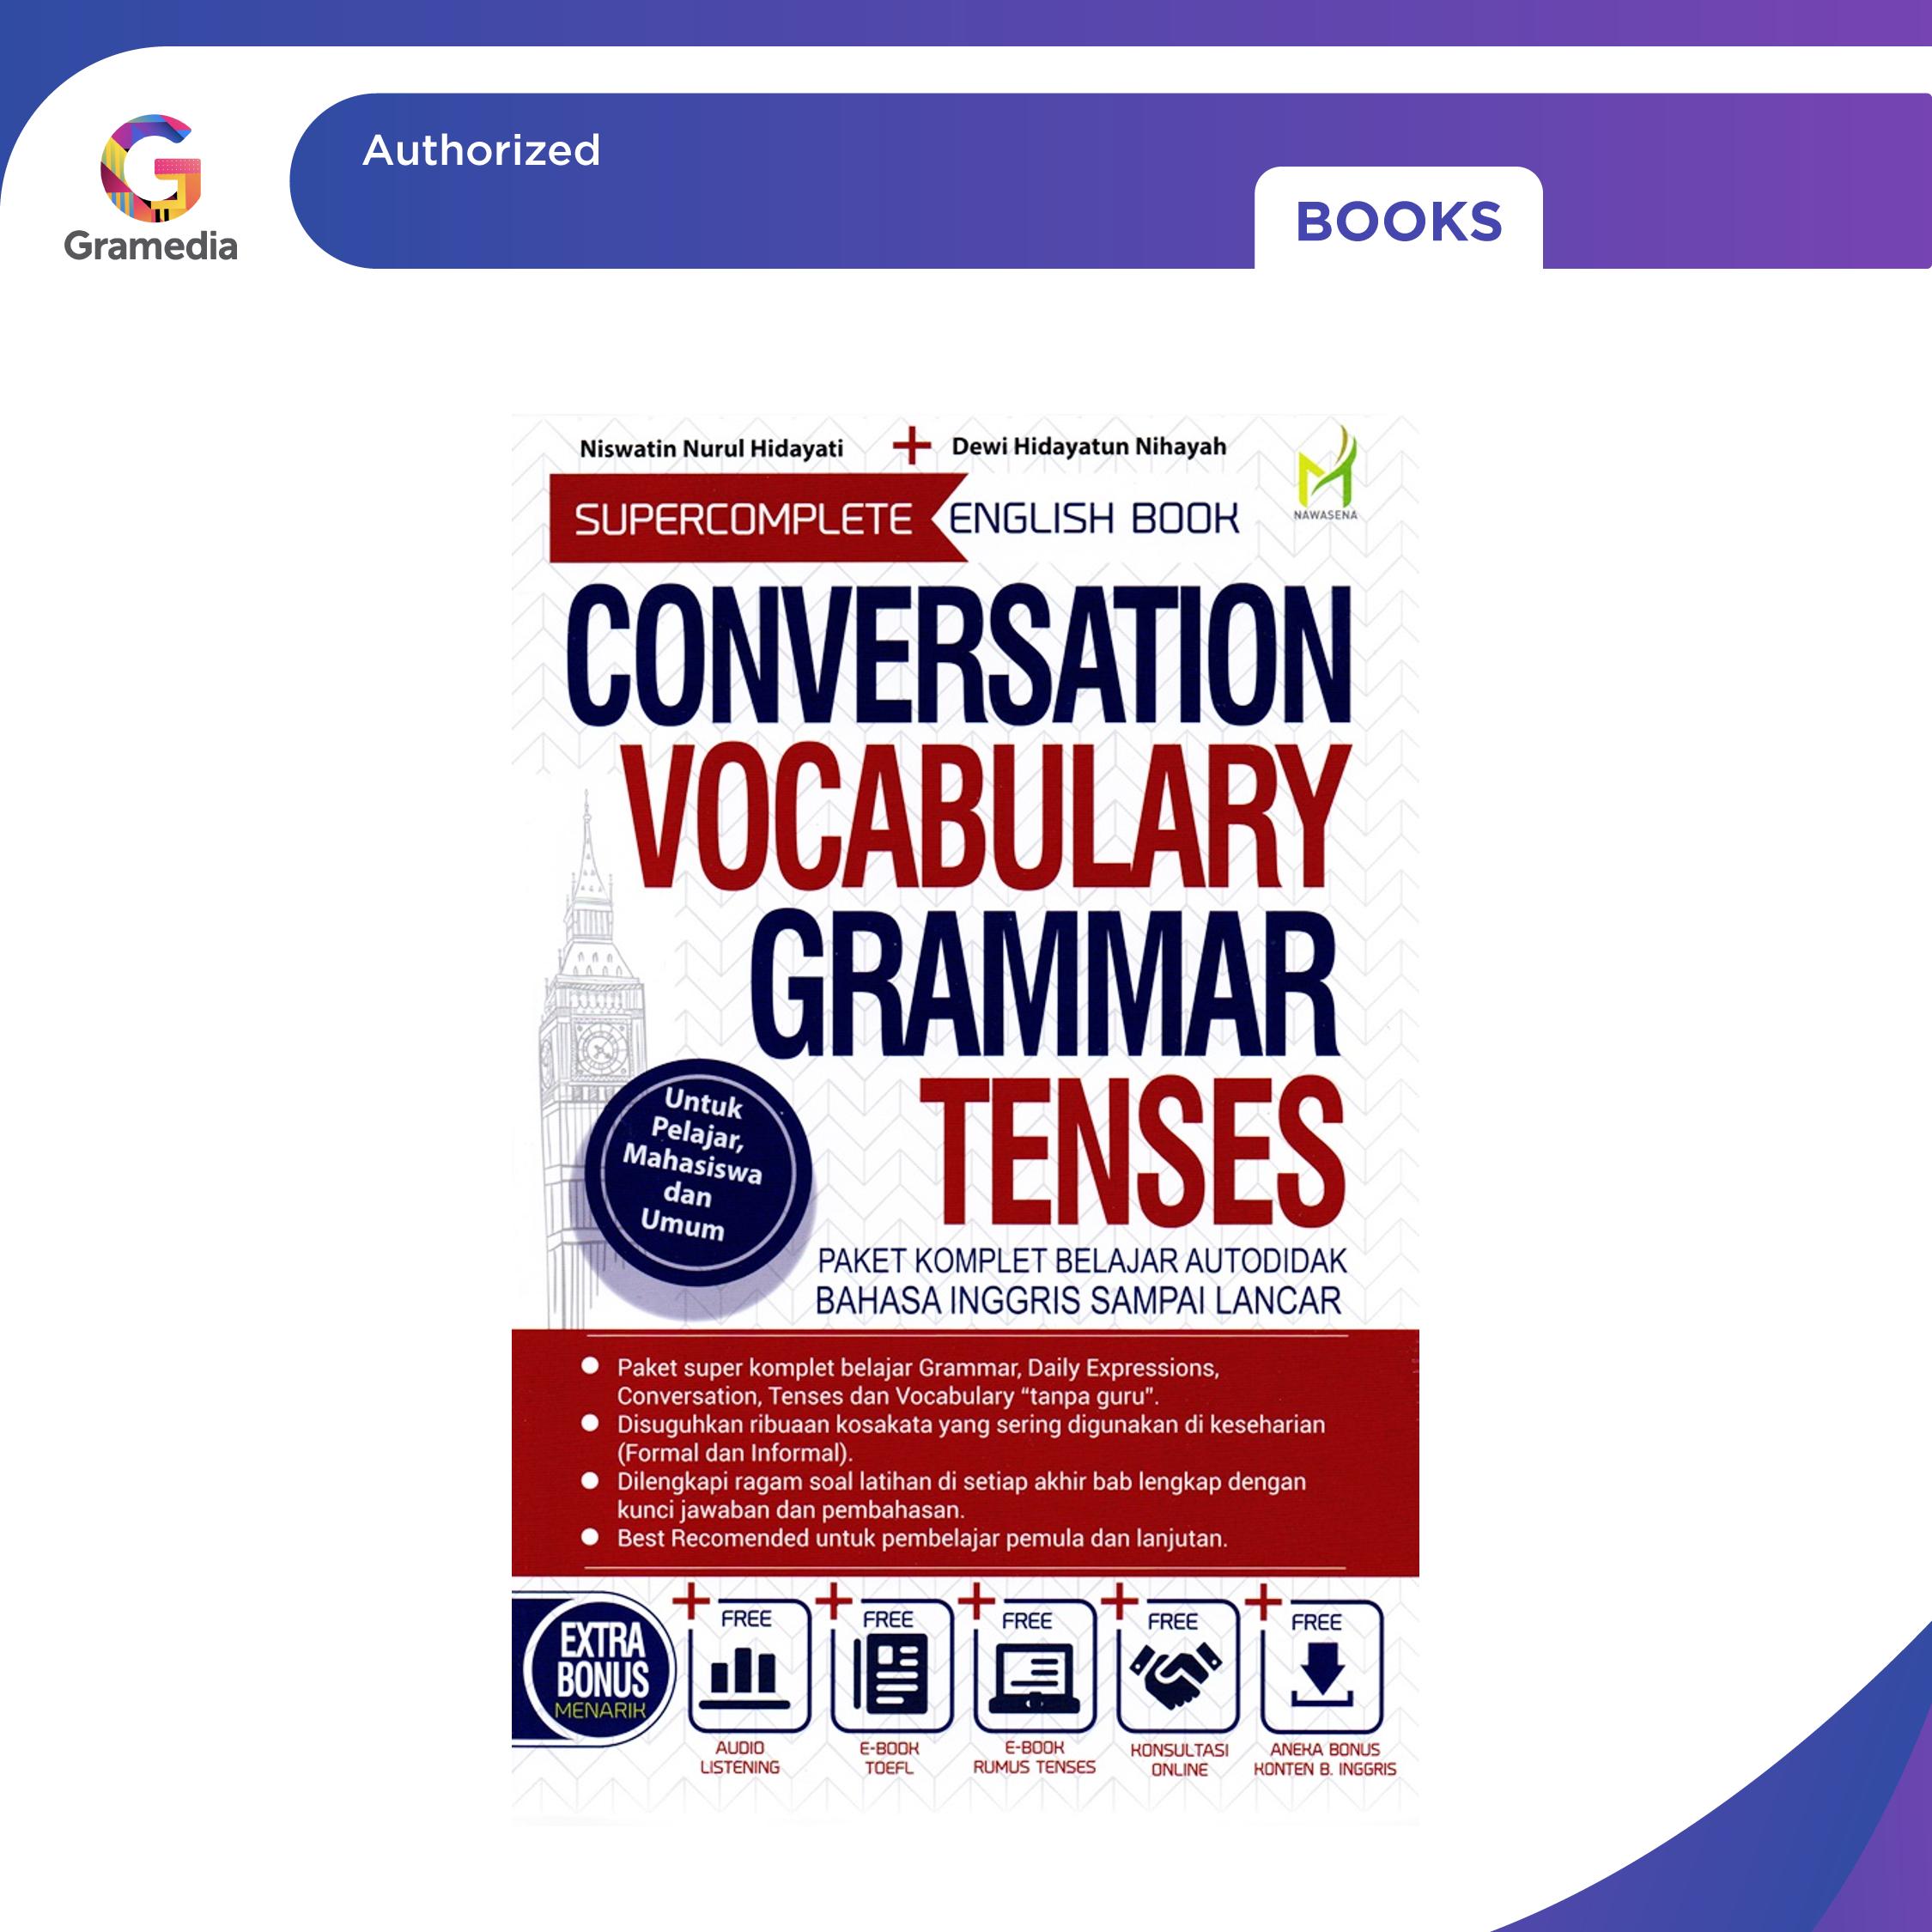 Gramedia
Authorized
BOOKS
Niswatin Nurul Hidayati + Dewi Hidayatun Nihayah
NAWASENA
SUPERCOMPLETE ENGLISH BOOK
CONVERSATION
VOCABULARY
GRAMMAR
TENSES
Untuk
Pelajar,
Mahasiswa
dan
Umum
PAKET KOMPLET BELAJAR AUTODIDAK
BAHASA INGGRIS SAMPAI LANCAR
Paket super komplet belajar Grammar, Daily Expressions,
Conversation, Tenses dan Vocabulary “tanpa guru”.
Disuguhkan ribuaan kosakata yang sering digunakan di keseharian
(Formal dan Informal).
Dilengkapi ragam soal latihan di setiap akhir bab lengkap dengan
kunci jawaban dan pembahasan.
Best Recomended untuk pembelajar pemula dan lanjutan.
EXTRA
BONUS
MENARIK
FREE
AUDIO
LISTENING
FREE
E-BOOK
TOEFL
FREE
E-BOOK
RUMUS TENSES
FREE
KONSULTASI
ONLINE
FREE
ANEKA BONUS
KONTEN B. INGGRIS